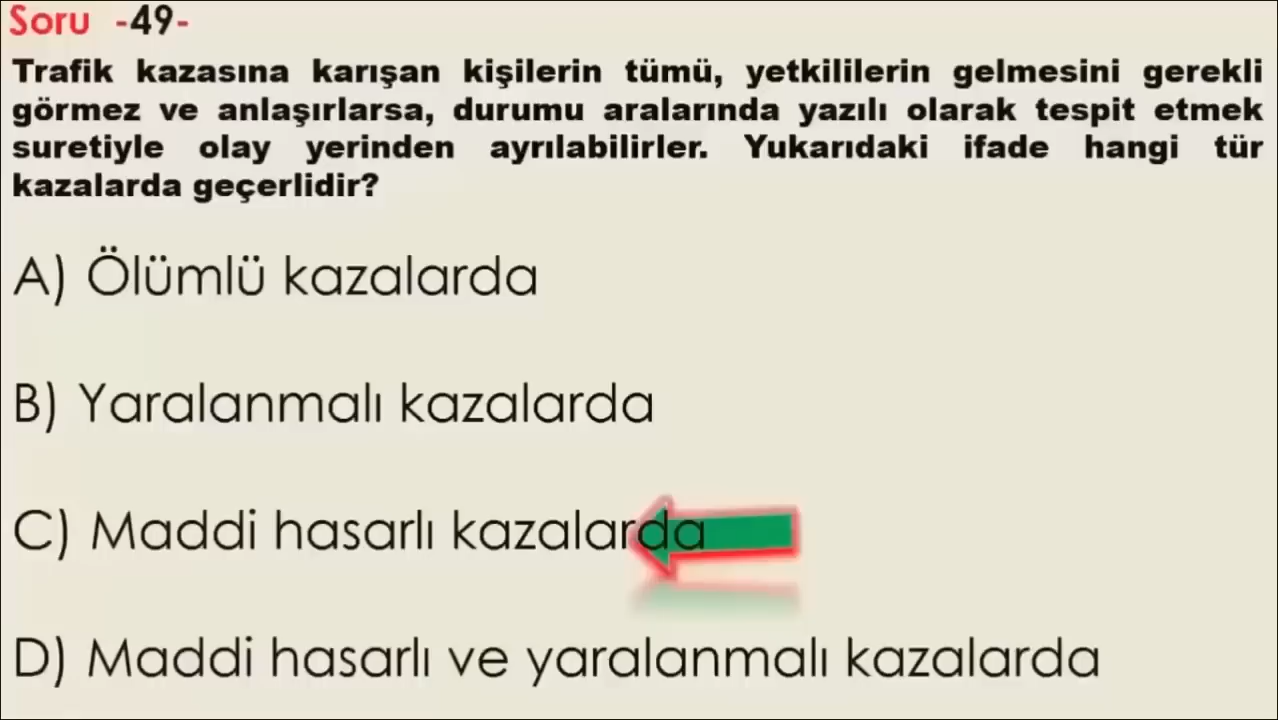 Soru -49-
Trafik kazasına karışan kişilerin tümü, yetkililerin gelmesini gerekli
görmez ve anlaşırlarsa, durumu aralarında yazılı olarak tespit etmek
suretiyle olay yerinden ayrılabilirler. Yukarıdaki ifade hangi tür
kazalarda geçerlidir?
A) Ölümlü kazalarda
B) Yaralanmalı kazalarda
C) Maddi hasarlı kazalarda
D) Maddi hasarlı ve yaralanmalı kazalarda